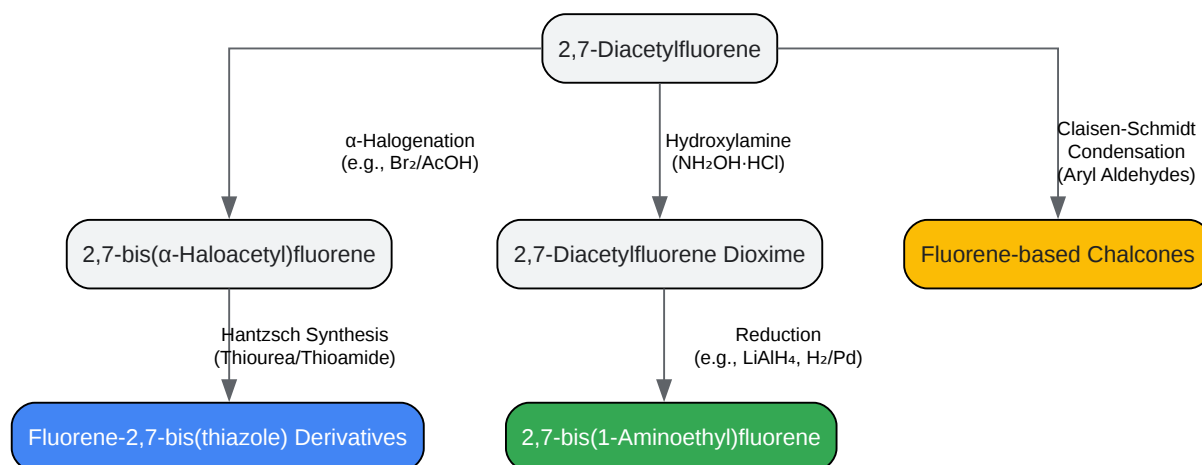 2,7-Diacetylfluorene
α-Halogenation
(e.g., Br₂/AcOH)
Hydroxylamine
(NH₂OH·HCl)
Claisen-Schmidt
Condensation
(Aryl Aldehydes)
2,7-bis(α-Haloacetyl)fluorene
2,7-Diacetylfluorene Dioxime
Fluorene-based Chalcones
Hantzsch Synthesis
(Thiourea/Thioamide)
Reduction
(e.g., LiAlH₄, H₂/Pd)
Fluorene-2,7-bis(thiazole) Derivatives
2,7-bis(1-Aminoethyl)fluorene